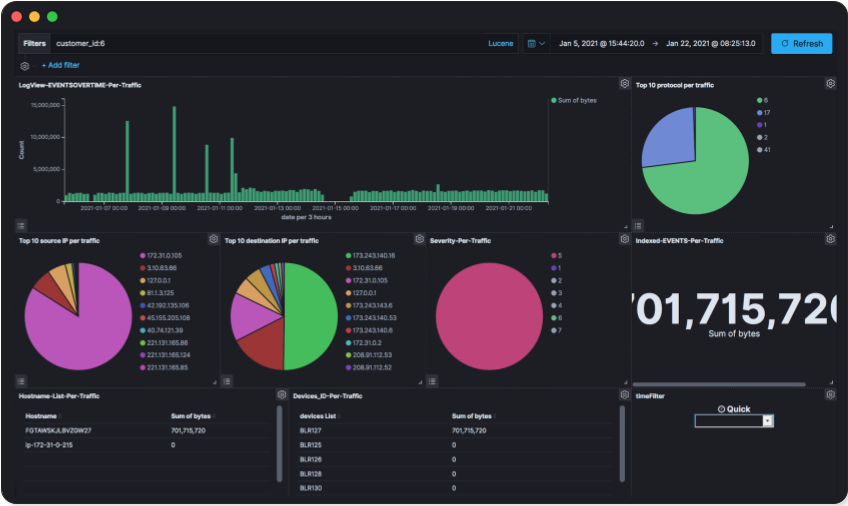 Filters customer_id:6 Lucene Jan 5, 2021 @ 15:44:20.0 → Jan 22, 2021 @ 08:25:13.0 Refresh
+ Add filter
LogView-EVENTSOVERTIME-Per-Traffic
15,000,000
10,000,000
5,000,000
0
Count
2021-01-07 00:00 2021-01-09 00:00 2021-01-11 00:00 2021-01-13 00:00 2021-01-15 00:00 2021-01-17 00:00 2021-01-19 00:00 2021-01-21 00:00
date per 3 hours
Sum of bytes
Top 10 protocol per traffic
6
17
1
2
41
Top 10 source IP per traffic
172.31.0.105
3.10.63.66
127.0.0.1
81.1.3.125
42.192.135.106
45.155.205.108
40.74.121.39
221.131.165.86
221.131.165.124
221.131.165.85
Top 10 destination IP per traffic
173.243.140.16
3.10.63.66
172.31.0.105
127.0.0.1
173.243.143.6
173.243.140.53
173.243.140.6
172.31.0.2
208.91.112.53
208.91.112.52
Severity-Per-Traffic
5
1
2
3
4
6
7
Indexed-EVENTS-Per-Traffic
701,715,720
Sum of bytes
Hostname-List-Per-Traffic
Hostname Sum of bytes
FGTAWSKJLBVZGW27 701,715,720
ip-172-31-0-215 0
Devices_ID-Per-Traffic
devices List Sum of bytes
BLR127 701,715,720
BLR125 0
BLR126 0
BLR128 0
BLR130 0
timeFilter
Quick